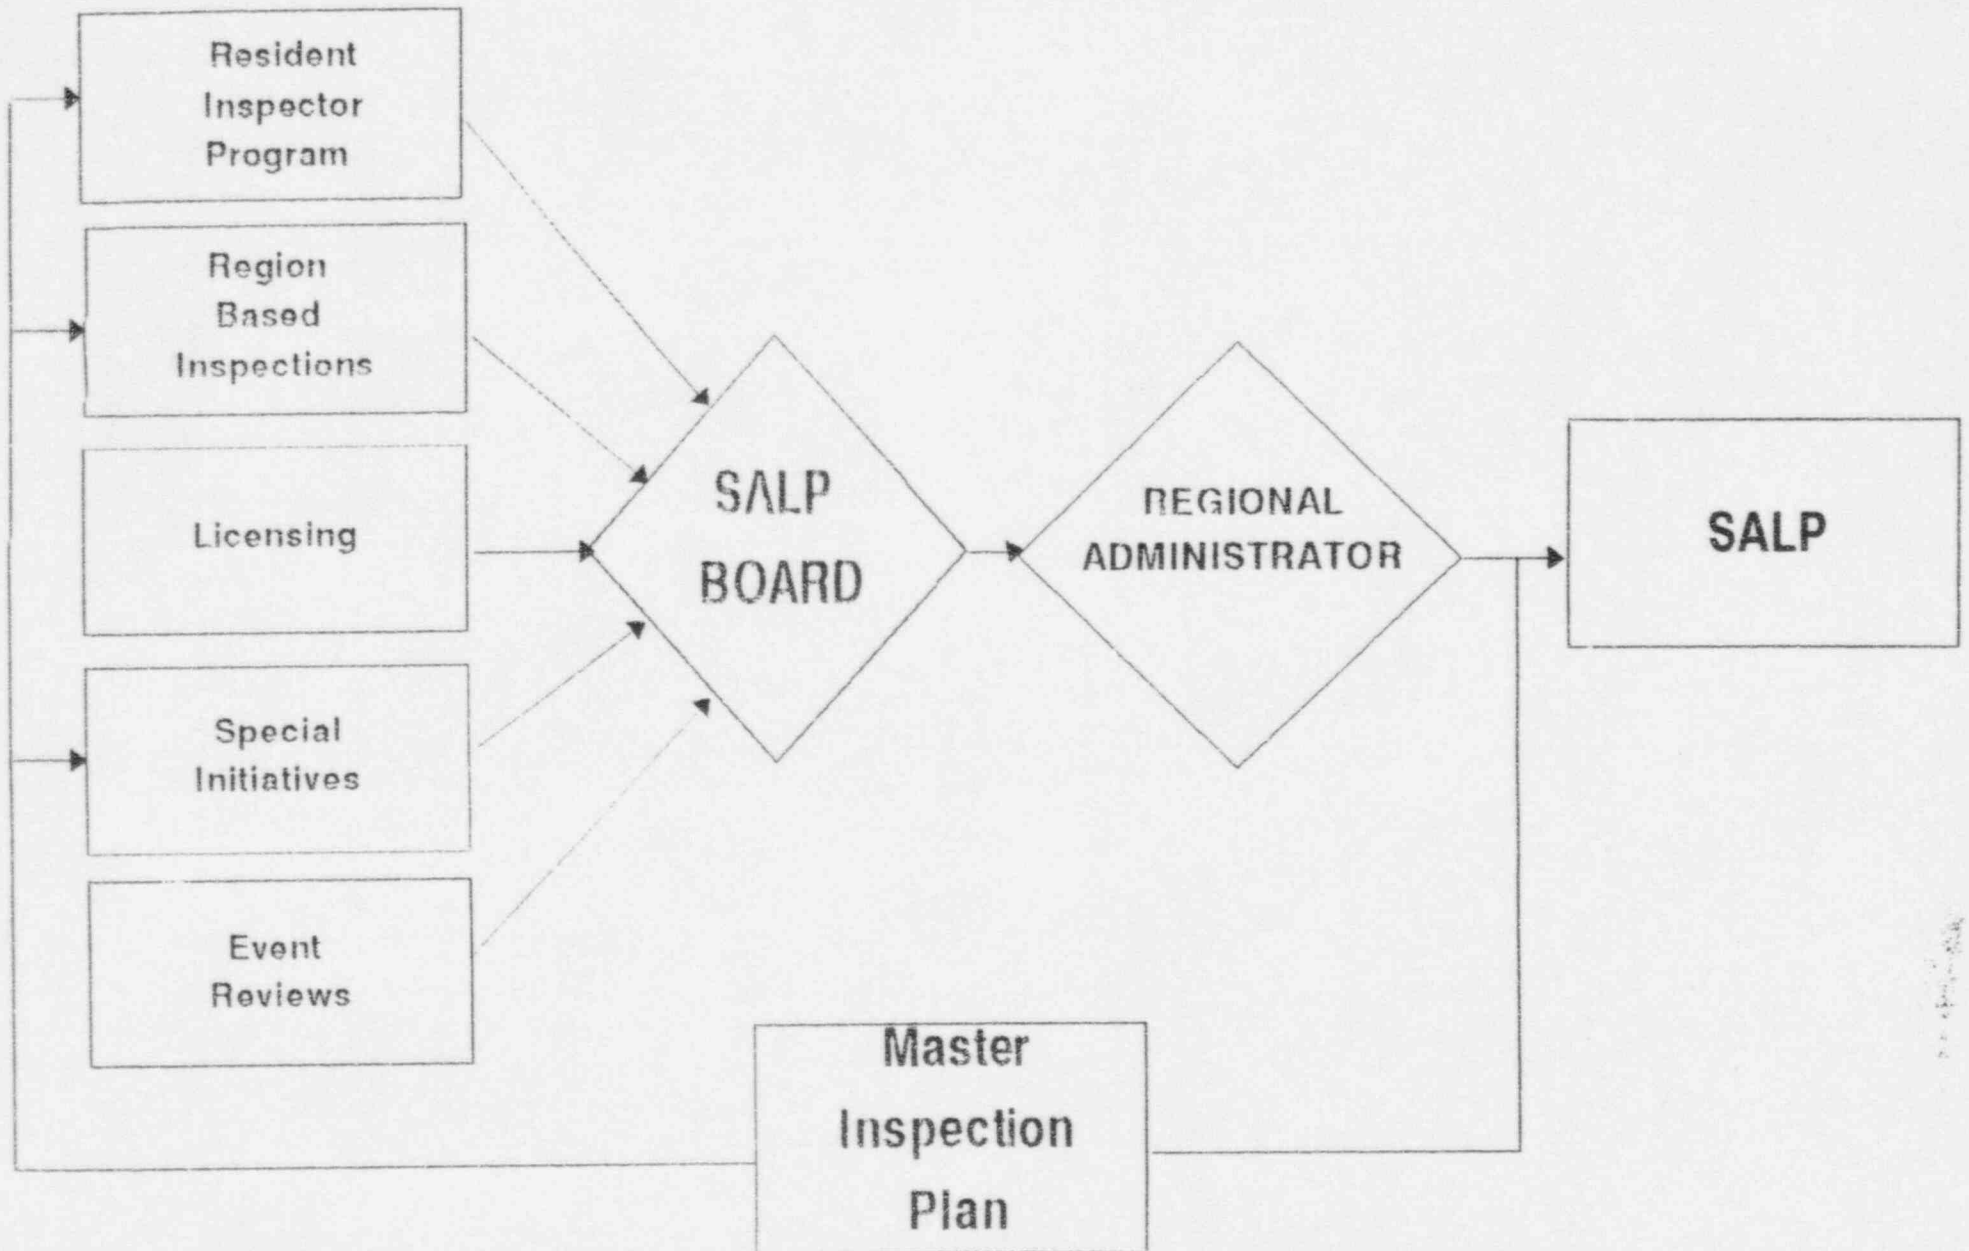 Resident
Inspector
Program
Region
Based
Inspections
Licensing
Special
Initiatives
Event
Reviews
SALP
BOARD
REGIONAL
ADMINISTRATOR
SALP
Master
Inspection
Plan